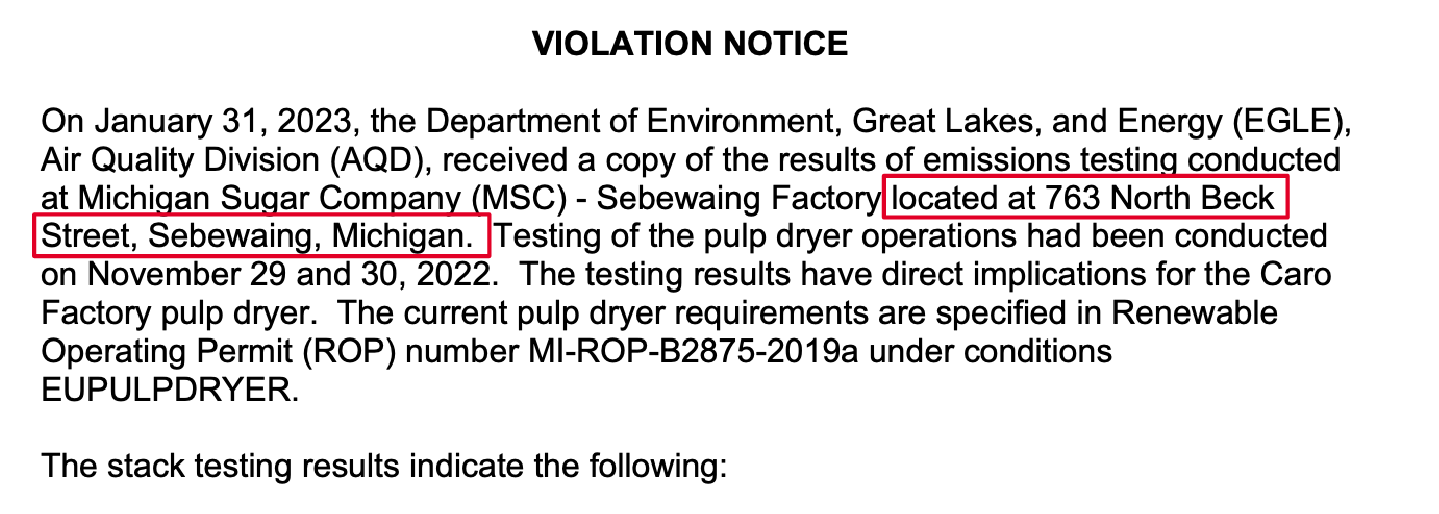 VIOLATION NOTICE
On January 31, 2023, the Department of Environment, Great Lakes, and Energy (EGLE),
Air Quality Division (AQD), received a copy of the results of emissions testing conducted
at Michigan Sugar Company (MSC) - Sebewaing Factory located at 763 North Beck
Street, Sebewaing, Michigan. Testing of the pulp dryer operations had been conducted
on November 29 and 30, 2022. The testing results have direct implications for the Caro
Factory pulp dryer. The current pulp dryer requirements are specified in Renewable
Operating Permit (ROP) number MI-ROP-B2875-2019a under conditions
EUPULPDRYER.
The stack testing results indicate the following: